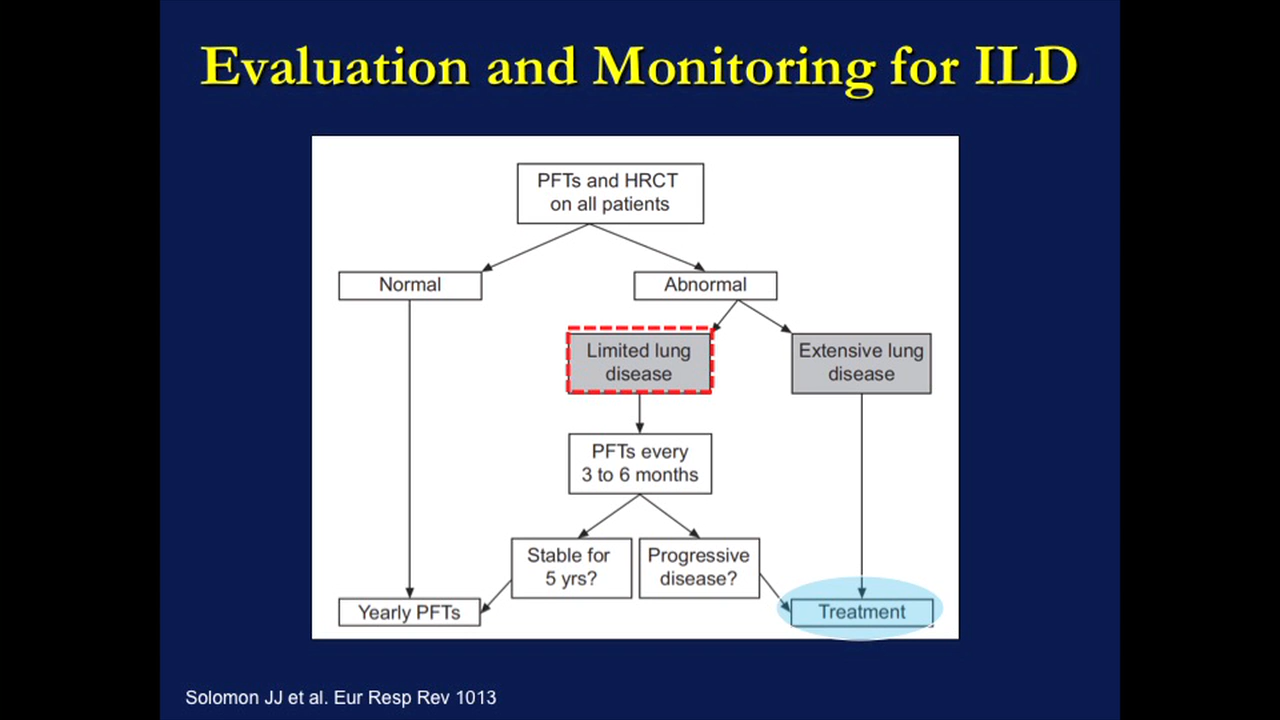 Evaluation and Monitoring for ILD
PFTs and HRCT
on all patients
Normal
Abnormal
Limited lung
disease
Extensive lung
disease
PFTs every
3 to 6 months
Stable for
5 yrs?
Progressive
disease?
Yearly PFTs
Treatment
Solomon JJ et al. Eur Resp Rev 1013